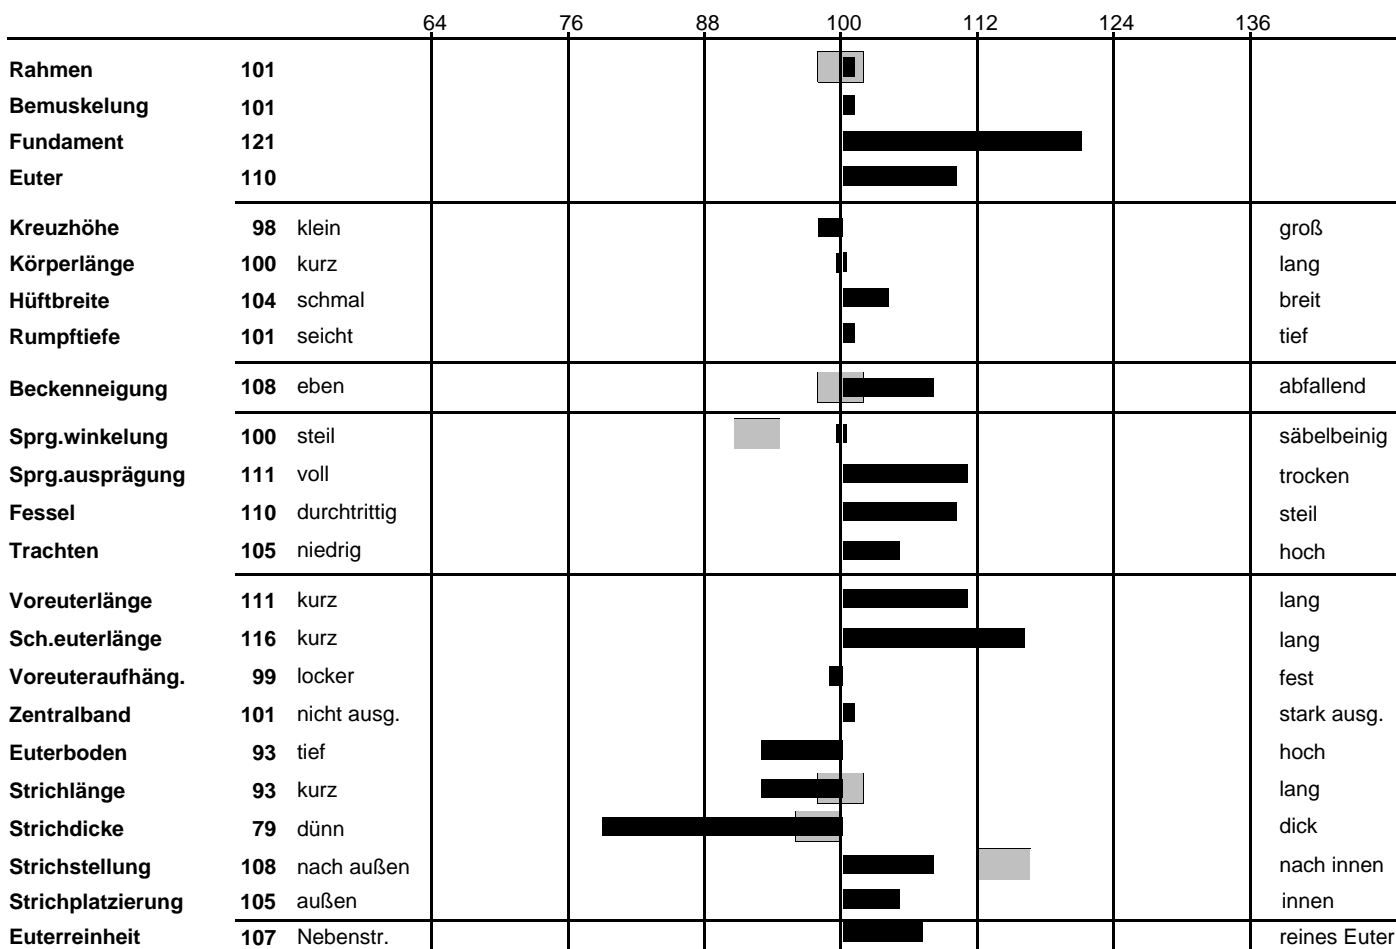 64 76 88 100 112 124 136
Rahmen 101
Bemuskelung 101
Fundament 121
Euter 110
Kreuzhöhe 98 klein groß
Körperlänge 100 kurz lang
Hüftbreite 104 schmal breit
Rumpftiefe 101 seicht tief
Beckenneigung 108 eben abfallend
Sprg.winkelung 100 steil säbelbeinig
Sprg.ausprägung 111 voll trocken
Fessel 110 durchtrittig steil
Trachten 105 niedrig hoch
Voreuterlänge 111 kurz lang
Sch.euterlänge 116 kurz lang
Voreuteraufhäng. 99 locker fest
Zentralband 101 nicht ausg. stark ausg.
Euterboden 93 tief hoch
Strichlänge 93 kurz lang
Strichdicke 79 dünn dick
Strichstellung 108 nach außen nach innen
Strichplatzierung 105 außen innen
Euterreinheit 107 Nebenstr. reines Euter